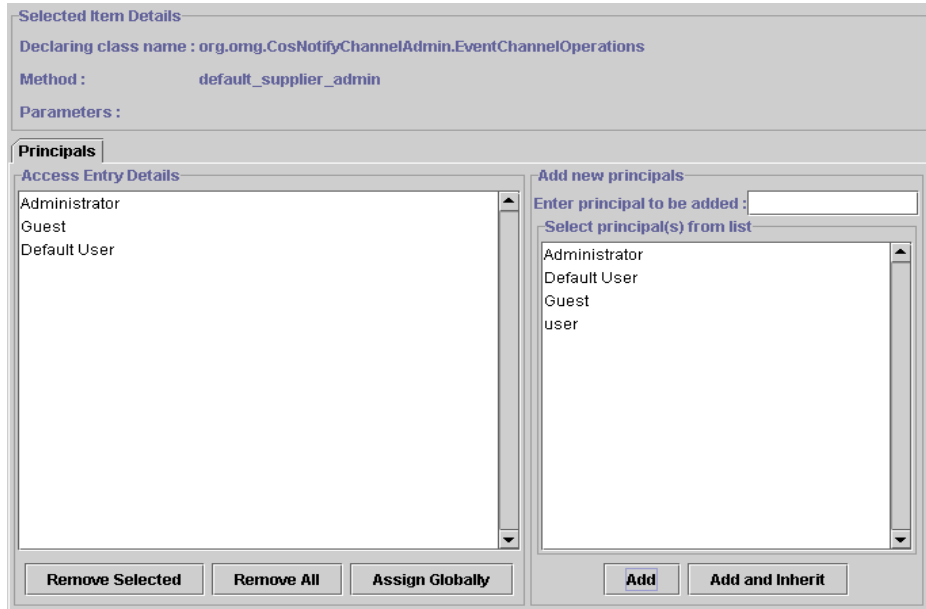 Selected Item Details
Declaring class name : org.omg.CosNotifyChannelAdmin.EventChannelOperations
Method : default_supplier_admin
Parameters :
Principals
Access Entry Details
Administrator
Guest
Default User
Remove Selected Remove All Assign Globally
Add new principals
Enter principal to be added :
Select principal(s) from list
Administrator
Default User
Guest
user
Add Add and Inherit